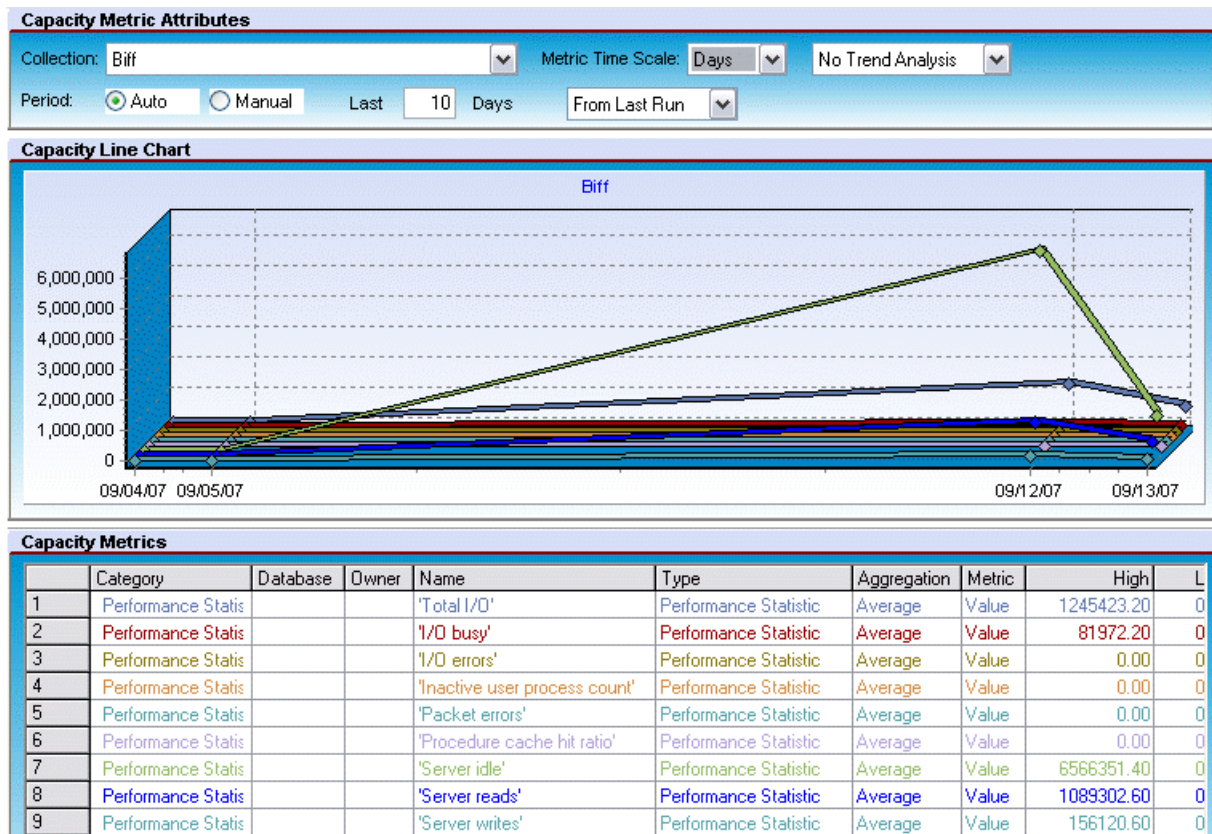 Capacity Metric Attributes
Collection: Biff Metric Time Scale: Days No Trend Analysis
Period: Auto Manual Last 10 Days From Last Run
Capacity Line Chart
Biff
6,000,000
5,000,000
4,000,000
3,000,000
2,000,000
1,000,000
0
09/04/07 09/05/07 09/12/07 09/13/07
Capacity Metrics
Category Database Owner Name Type Aggregation Metric High L
1 Performance Statis 'Total I/O' Performance Statistic Average Value 1245423.20 0
2 Performance Statis 'I/O busy' Performance Statistic Average Value 81972.20 0
3 Performance Statis 'I/O errors' Performance Statistic Average Value 0.00 0
4 Performance Statis 'Inactive user process count' Performance Statistic Average Value 0.00 0
5 Performance Statis 'Packet errors' Performance Statistic Average Value 0.00 0
6 Performance Statis 'Procedure cache hit ratio' Performance Statistic Average Value 0.00 0
7 Performance Statis 'Server idle' Performance Statistic Average Value 6566351.40 0
8 Performance Statis 'Server reads' Performance Statistic Average Value 1089302.60 0
9 Performance Statis 'Server writes' Performance Statistic Average Value 156120.60 0